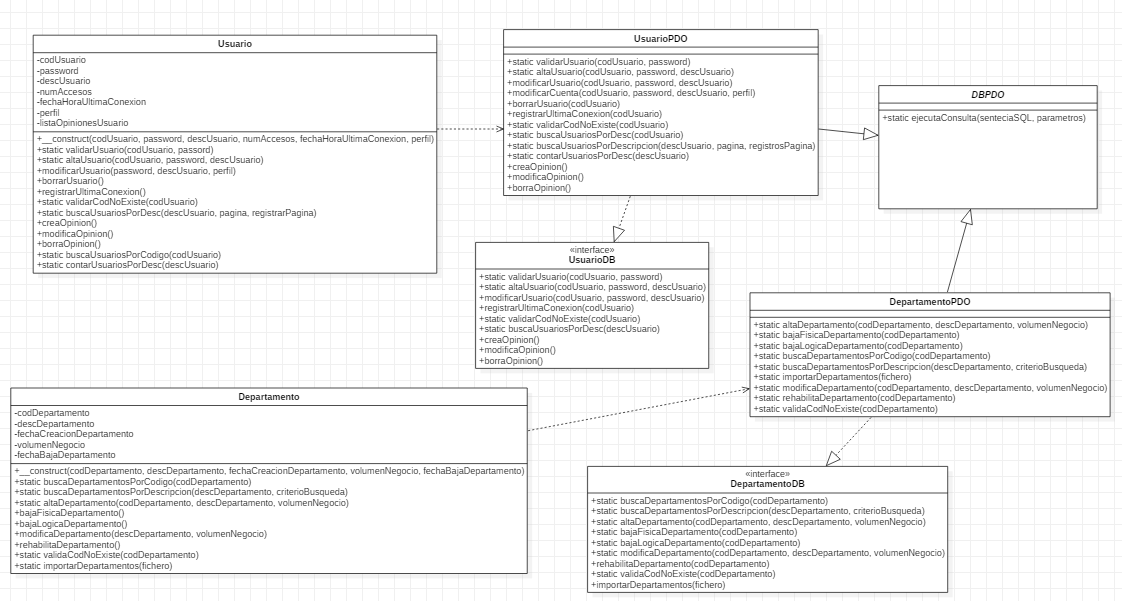 Usuario
-codUsuario
-password
-descUsuario
-numAccesos
-fechaHoraUltimaConexion
-perfil
-listaOpinionesUsuario
+__construct(codUsuario, password, descUsuario, numAccesos, fechaHoraUltimaConexion, perfil)
+static validarUsuario(codUsuario, passord)
+static altaUsuario(codUsuario, password, descUsuario)
+modificarUsuario(password, descUsuario, perfil)
+borrarUsuario()
+registrarUltimaConexion()
+static validarCodNoExiste(codUsuario)
+static buscaUsuariosPorDesc(descUsuario, pagina, registrarPagina)
+creaOpinion()
+modificaOpinion()
+borraOpinion()
+static buscaUsuariosPorCodigo(codUsuario)
+static contarUsuariosPorDesc(descUsuario)
UsuarioPDO
+static validarUsuario(codUsuario, password)
+static altaUsuario(codUsuario, password, descUsuario)
+modificarUsuario(codUsuario, password, descUsuario)
+modificarCuenta(codUsuario, password, descUsuario, perfil)
+borrarUsuario(codUsuario)
+registrarUltimaConexion(codUsuario)
+static validarCodNoExiste(codUsuario)
+static buscaUsuariosPorDesc(codUsuario)
+static buscaUsuariosPorDescripcion(descUsuario, pagina, registrosPagina)
+static contarUsuariosPorDesc(descUsuario)
+creaOpinion()
+modificaOpinion()
+borraOpinion()
DBPDO
+static ejecutaConsulta(senteciaSQL, parametros)
«interface»
UsuarioDB
+static validarUsuario(codUsuario, password)
+static altaUsuario(codUsuario, password, descUsuario)
+modificarUsuario(codUsuario, password, descUsuario)
+registrarUltimaConexion(codUsuario)
+static validarCodNoExiste(codUsuario)
+static buscaUsuariosPorDesc(descUsuario)
+creaOpinion()
+modificaOpinion()
+borraOpinion()
DepartamentoPDO
+static altaDepartamento(codDepartamento, descDepartamento, volumenNegocio)
+static bajaFisicaDepartamento(codDepartamento)
+static bajaLogicaDepartamento(codDepartamento)
+static buscaDepartamentosPorCodigo(codDepartamento)
+static buscaDepartamentosPorDescripcion(descDepartamento, criterioBusqueda)
+static importarDepartamentos(fichero)
+static modificaDepartamento(codDepartamento, descDepartamento, volumenNegocio)
+static rehabilitaDepartamento(codDepartamento)
+static validaCodNoExiste(codDepartamento)
Departamento
-codDepartamento
-descDepartamento
-fechaCreacionDepartamento
-volumenNegocio
-fechaBajaDepartamento
+__construct(codDepartamento, descDepartamento, fechaCreacionDepartamento, volumenNegocio, fechaBajaDepartamento)
+static buscaDepartamentosPorCodigo(codDepartamento)
+static buscaDepartamentosPorDescripcion(descDepartamento, criterioBusqueda)
+static altaDepartamento(codDepartamento, descDepartamento, volumenNegocio)
+bajaFisicaDepartamento()
+bajaLogicaDepartamento()
+modificaDepartamento(descDepartamento, volumenNegocio)
+rehabilitaDepartamento()
+static validaCodNoExiste(codDepartamento)
+static importarDepartamentos(fichero)
«interface»
DepartamentoDB
+static buscaDepartamentosPorCodigo(codDepartamento)
+static buscaDepartamentosPorDescripcion(descDepartamento, criterioBusqueda)
+static altaDepartamento(codDepartamento, descDepartamento, volumenNegocio)
+static bajaFisicaDepartamento(codDepartamento)
+static bajaLogicaDepartamento(codDepartamento)
+static modificaDepartamento(codDepartamento, descDepartamento, volumenNegocio)
+rehabilitaDepartamento(codDepartamento)
+static validaCodNoExiste(codDepartamento)
+importarDepartamentos(fichero)